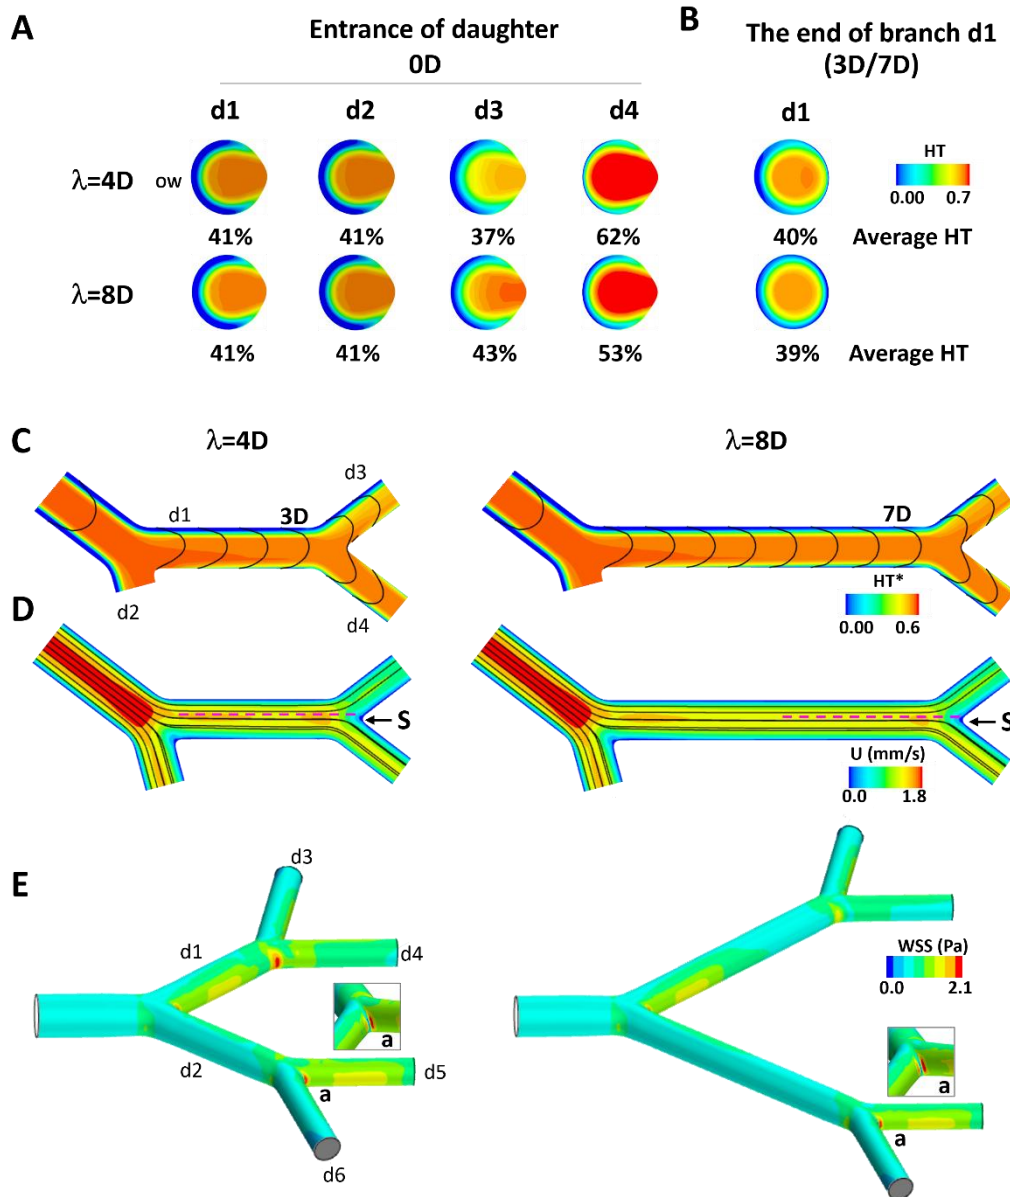 A
Entrance of daughter
0D
B
The end of branch d1
(3D/7D)
d1 d2 d3 d4
d1
λ=4D
ow
HT
0.00 0.7
41% 41% 37% 62% 40% Average HT
λ=8D
41% 41% 43% 53% 39% Average HT
C
λ=4D
λ=8D
d3
d1
3D
7D
d2
d4
HT*
0.00 0.6
D
S
S
U (mm/s)
0.0 1.8
E
d3
d1
d4
WSS (Pa)
0.0 2.1
a
a
d2
d5
a
a
d6